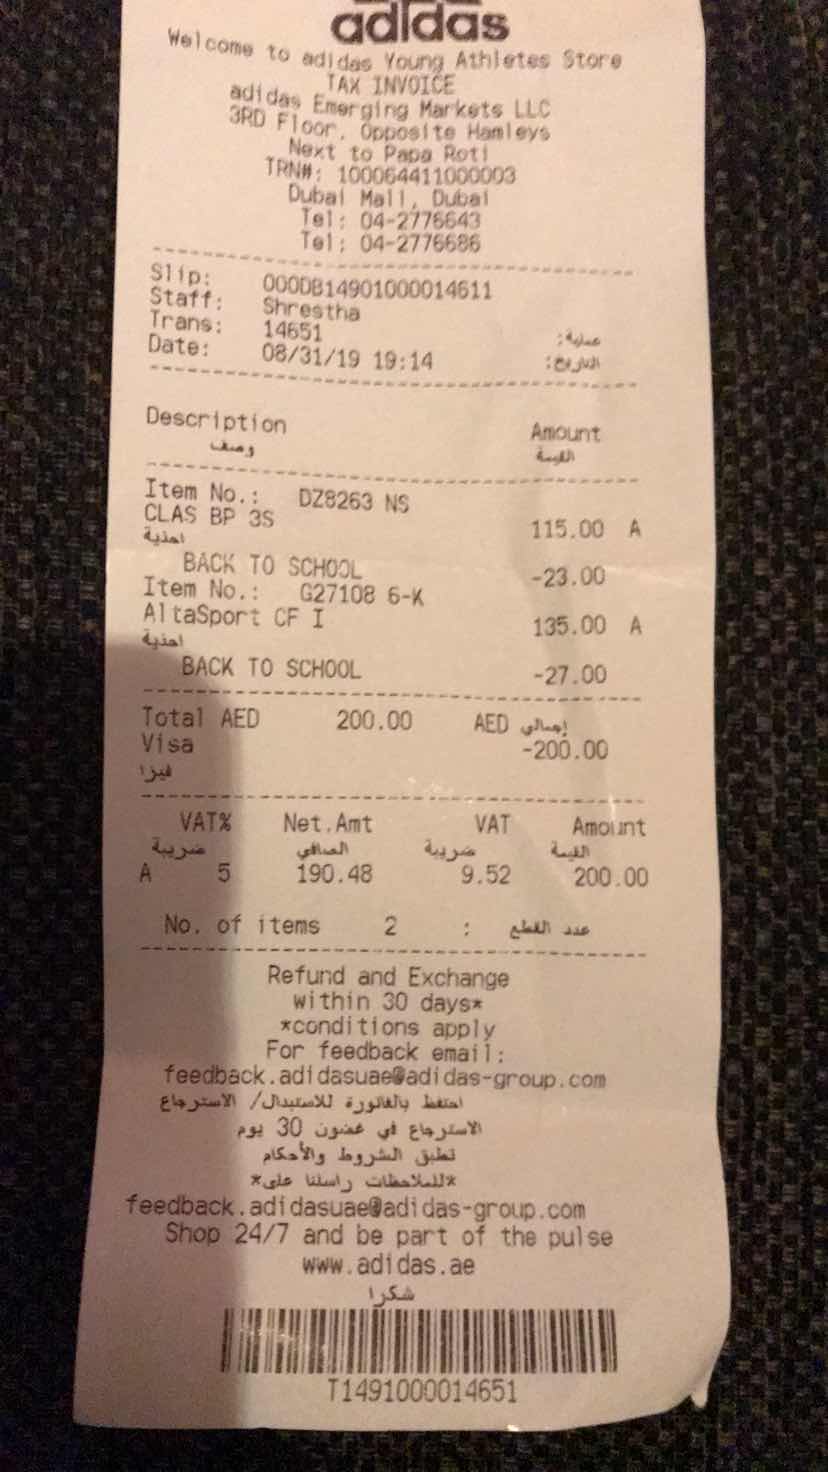 adidas
Welcome to adidas Young Athletes Store
TAX INVOICE
adidas Emerging Markets LLC
3RD Floor, Opposite Hamleys
Next to Papa Roti
TRN#: 100064411000003
Dubai Mall, Dubai
Tel: 04-2776643
Tel: 04-2776686
Slip: 000DB14901000014611
Staff: Shrestha
Trans: 14651 عملية:
Date: 08/31/19 19:14 التاريخ:
Description Amount
وصف القيمة
Item No.: DZ8263 NS
CLAS BP 3S 115.00 A
احذية
BACK TO SCHOOL -23.00
Item No.: G27108 6-K
AltaSport CF I 135.00 A
احذية
BACK TO SCHOOL -27.00
Total AED 200.00 AED إجمالي
Visa -200.00
فيزا
VAT% Net.Amt VAT Amount
ضريبة الصافي ضريبة القيمة
A 5 190.48 9.52 200.00
No. of items 2 : عدد القطع
Refund and Exchange
within 30 days*
*conditions apply
For feedback email:
feedback.adidasuae@adidas-group.com
احتفظ بالفاتورة للاستبدال/ الاسترجاع
الاسترجاع في غضون 30 يوم
تطبق الشروط والأحكام
*للملاحظات راسلنا على*
feedback.adidasuae@adidas-group.com
Shop 24/7 and be part of the pulse
www.adidas.ae
شكرا
T1491000014651